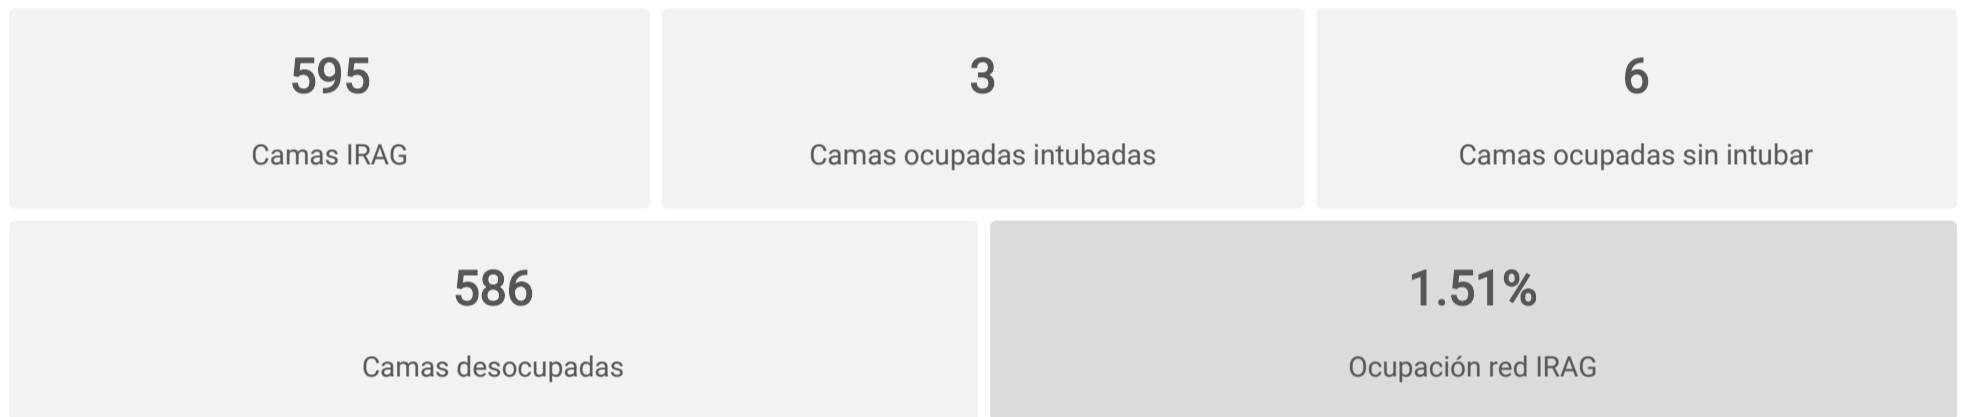 595
Camas IRAG
3
Camas ocupadas intubadas
6
Camas ocupadas sin intubar
586
Camas desocupadas
1.51%
Ocupación red IRAG